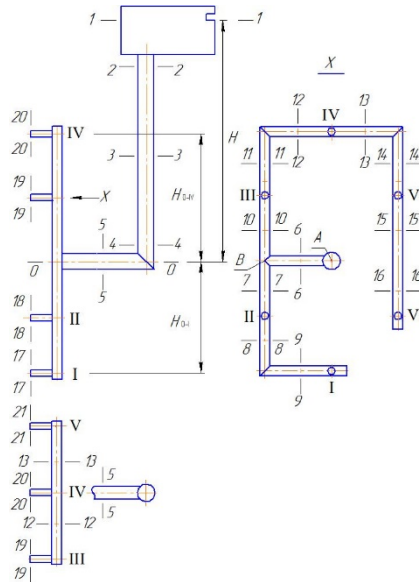 1 1
2 2
X
12 IV 13
20 IV
H
20
11 11 12 13 14 14
3 3
19
X
H₀₋IV
III V
19
10 10 15 15
6 A
5
4 4
0 0
B
5
7 7 6 16 16
18
II
H₀₋I
II V
18
8 8 9
17
I
17
9 I
21
V
21
13 13
20 5
IV
20 5
12 12
19
III
19